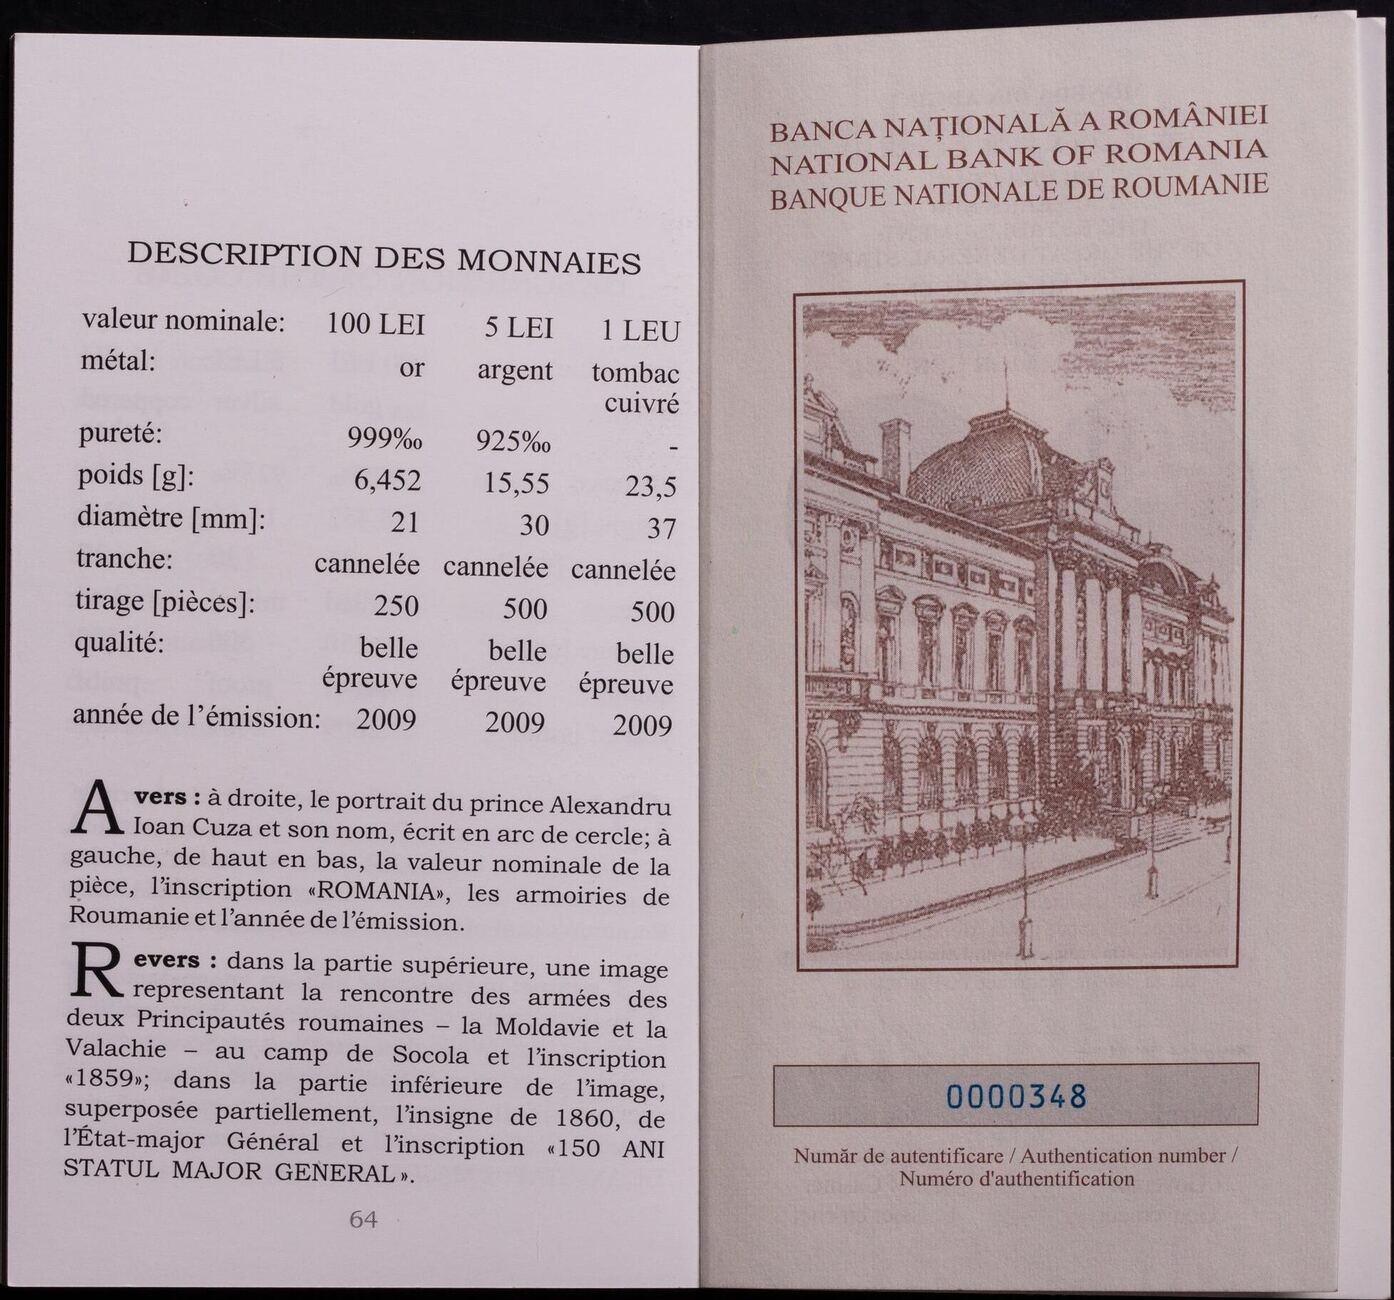 DESCRIPTION DES MONNAIES
valeur nominale: 100 LEI 5 LEI 1 LEU
métal: or argent tombac
cuivré
pureté: 999‰ 925‰ -
poids [g]: 6,452 15,55 23,5
diamètre [mm]: 21 30 37
tranche: cannelée cannelée cannelée
tirage [pièces]: 250 500 500
qualité: belle belle belle
épreuve épreuve épreuve
année de l'émission: 2009 2009 2009
Avers : à droite, le portrait du prince Alexandru
Ioan Cuza et son nom, écrit en arc de cercle; à
gauche, de haut en bas, la valeur nominale de la
pièce, l'inscription «ROMANIA», les armoiries de
Roumanie et l'année de l'émission.
Revers : dans la partie supérieure, une image
representant la rencontre des armées des
deux Principautés roumaines – la Moldavie et la
Valachie – au camp de Socola et l'inscription
«1859»; dans la partie inférieure de l'image,
superposée partiellement, l'insigne de 1860, de
l'État-major Général et l'inscription «150 ANI
STATUL MAJOR GENERAL».
64
BANCA NAȚIONALĂ A ROMÂNIEI
NATIONAL BANK OF ROMANIA
BANQUE NATIONALE DE ROUMANIE
0000348
Număr de autentificare / Authentication number /
Numéro d'authentification